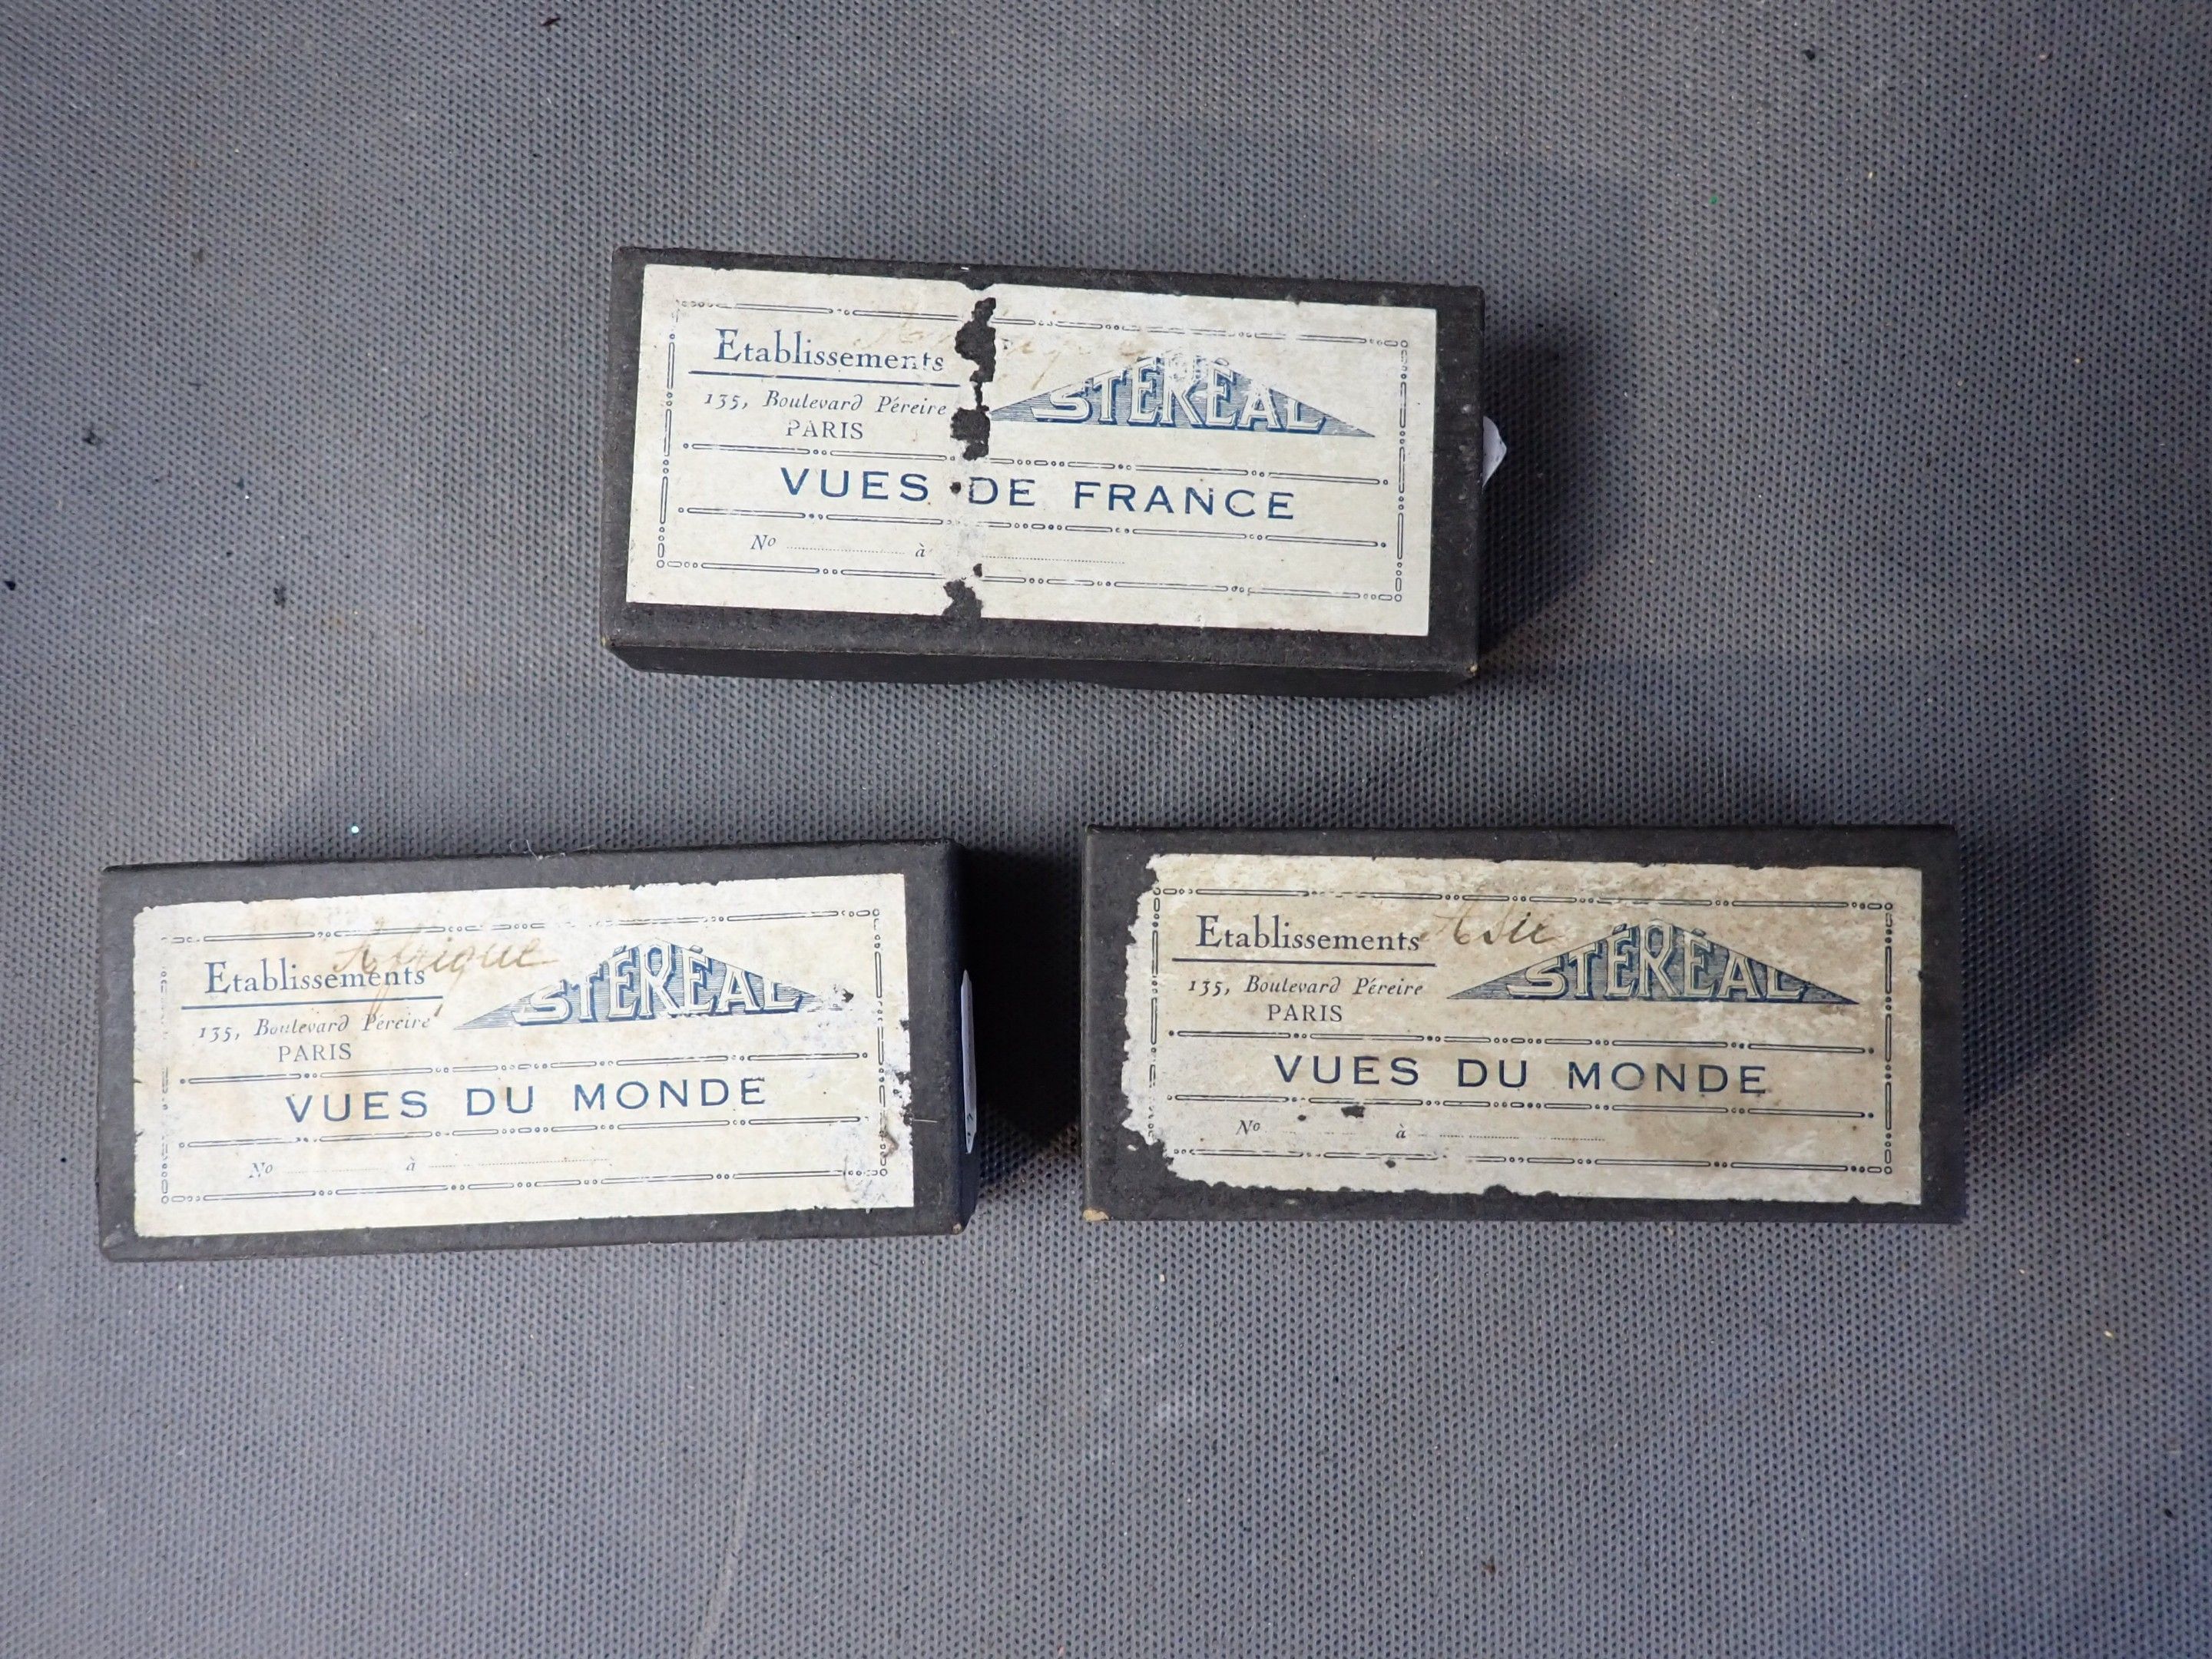 Etablissements
STÉRÉAL
135, Boulevard Péreire
PARIS
VUES DE FRANCE
No à
Afrique
Etablissements
STÉRÉAL
135, Boulevard Péreire
PARIS
VUES DU MONDE
No à
Asie
Etablissements
STÉRÉAL
135, Boulevard Péreire
PARIS
VUES DU MONDE
No à